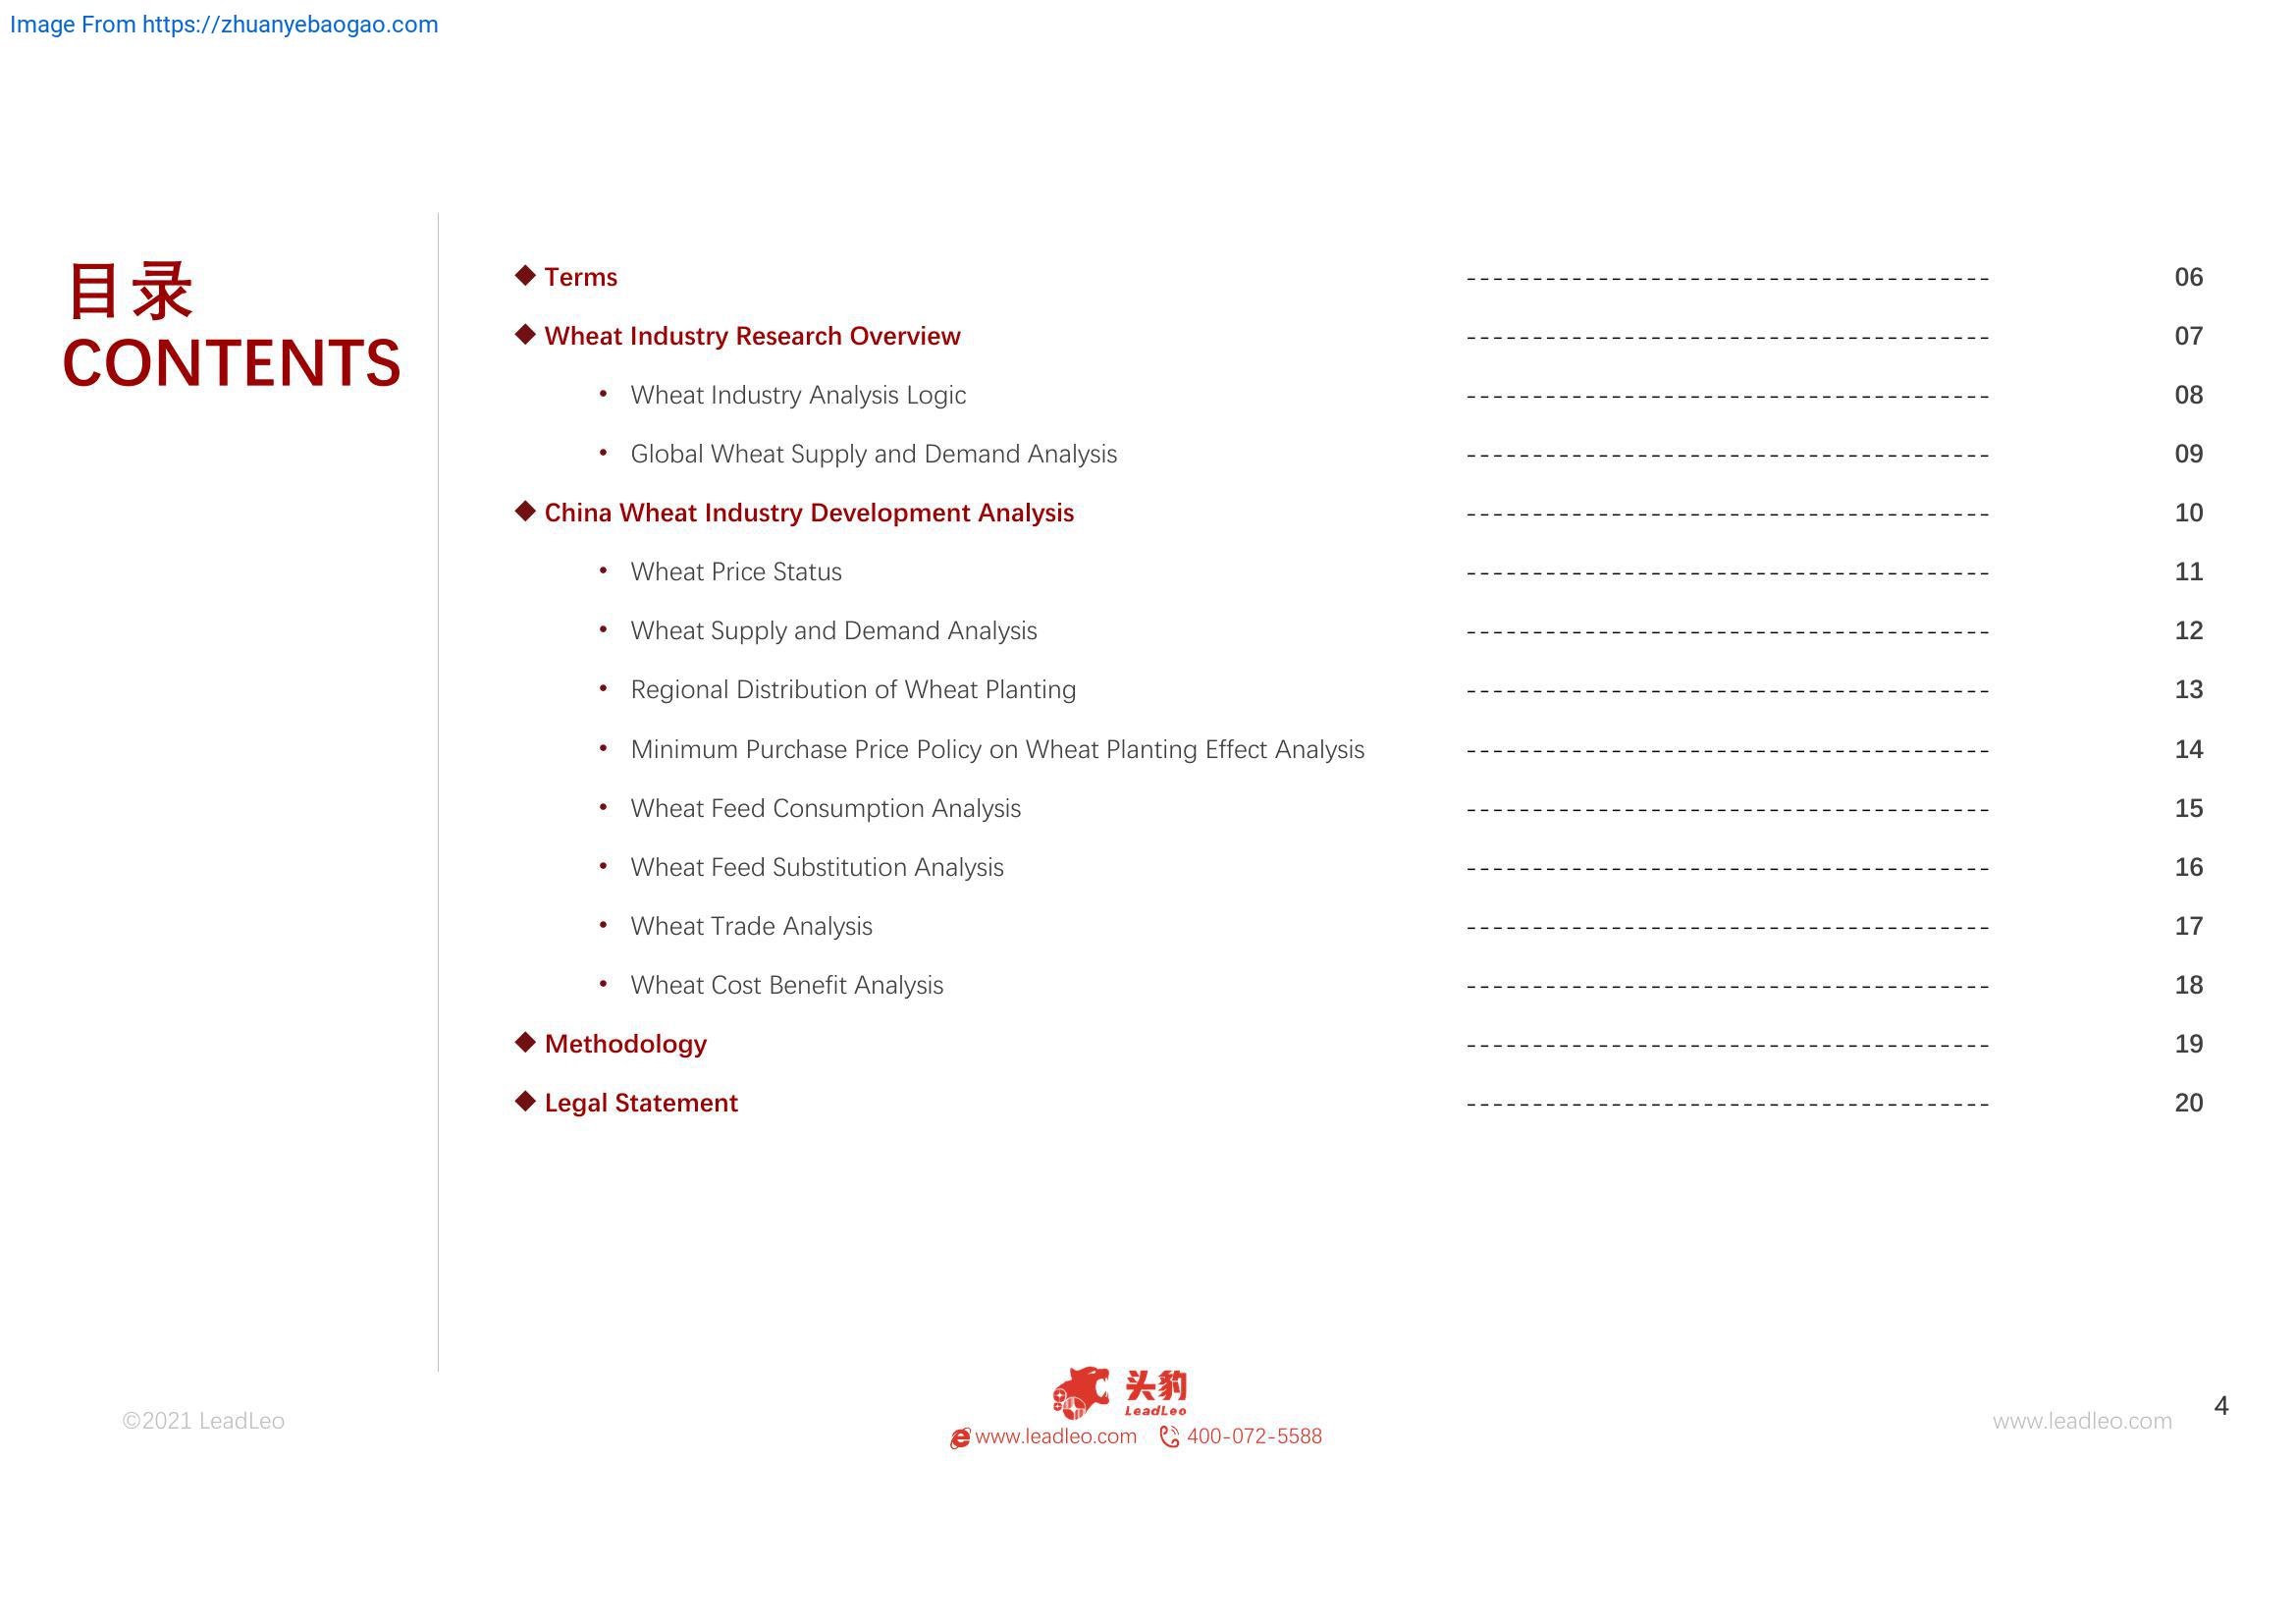 Image From https://zhuanyebaogao.com
目录
CONTENTS
◆ Terms ---------------------------------------- 06
◆ Wheat Industry Research Overview ---------------------------------------- 07
• Wheat Industry Analysis Logic ---------------------------------------- 08
• Global Wheat Supply and Demand Analysis ---------------------------------------- 09
◆ China Wheat Industry Development Analysis ---------------------------------------- 10
• Wheat Price Status ---------------------------------------- 11
• Wheat Supply and Demand Analysis ---------------------------------------- 12
• Regional Distribution of Wheat Planting ---------------------------------------- 13
• Minimum Purchase Price Policy on Wheat Planting Effect Analysis ---------------------------------------- 14
• Wheat Feed Consumption Analysis ---------------------------------------- 15
• Wheat Feed Substitution Analysis ---------------------------------------- 16
• Wheat Trade Analysis ---------------------------------------- 17
• Wheat Cost Benefit Analysis ---------------------------------------- 18
◆ Methodology ---------------------------------------- 19
◆ Legal Statement ---------------------------------------- 20
©2021 LeadLeo
头豹
LeadLeo
www.leadleo.com 400-072-5588
www.leadleo.com
4